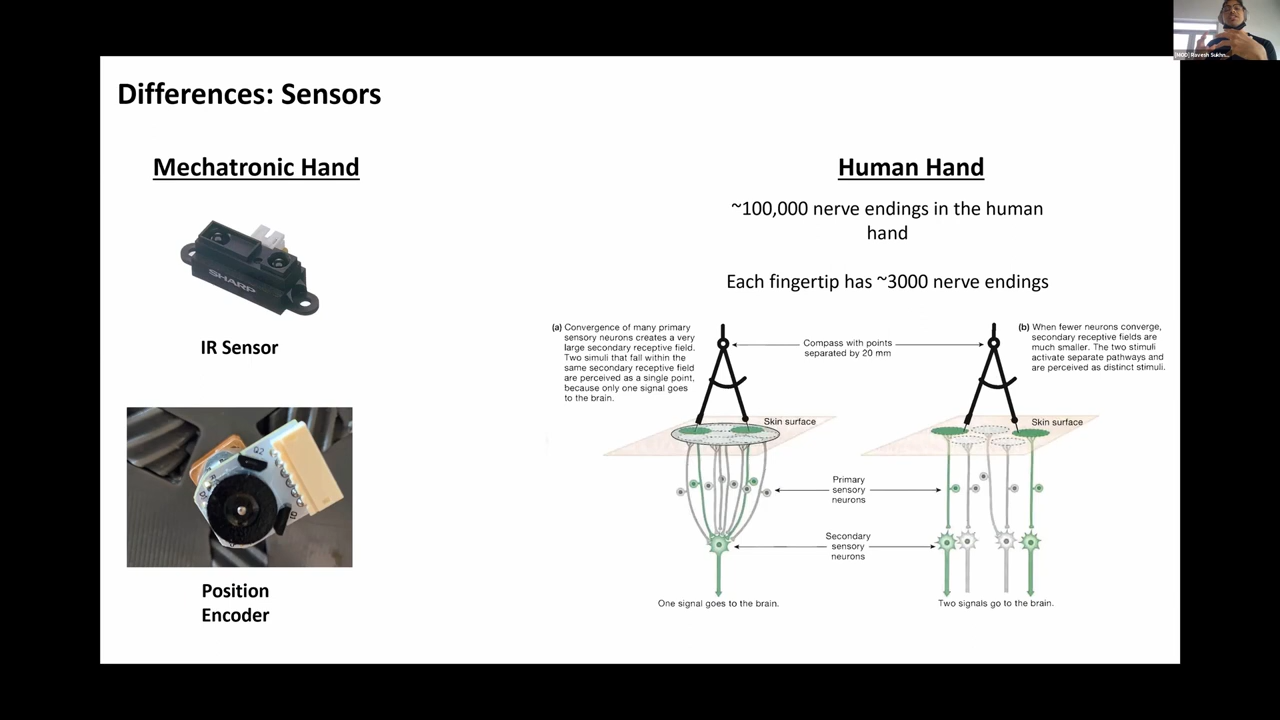 Differences: Sensors
Mechatronic Hand
SHARP
IR Sensor
Q2
Position
Encoder
Human Hand
~100,000 nerve endings in the human
hand
Each fingertip has ~3000 nerve endings
(a) Convergence of many primary
sensory neurons creates a very
large secondary receptive field.
Two simuli that fall within the
same secondary receptive field
are perceived as a single point,
because only one signal goes
to the brain.
Compass with points
separated by 20 mm
(b) When fewer neurons converge,
secondary receptive fields are
much smaller. The two stimuli
activate separate pathways and
are perceived as distinct stimuli.
Skin surface
Skin surface
Primary
sensory
neurons
Secondary
sensory
neurons
One signal goes to the brain.
Two signals go to the brain.